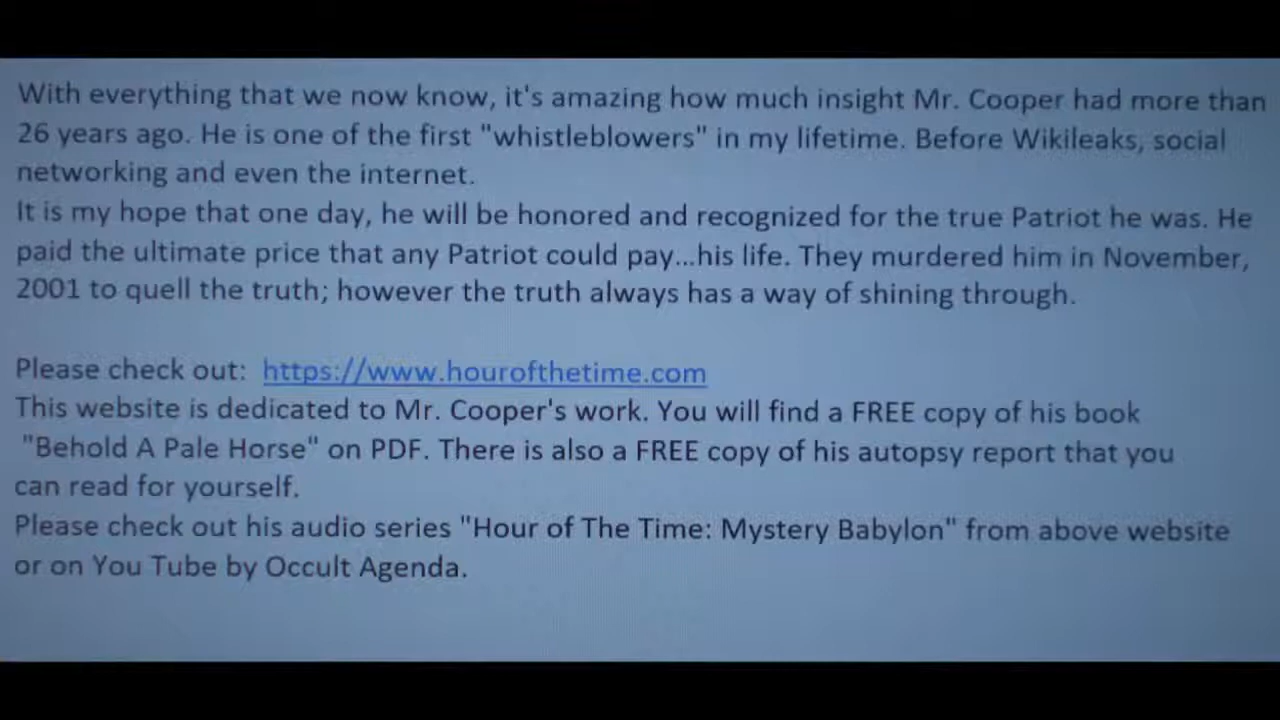 With everything that we now know, it's amazing how much insight Mr. Cooper had more than
26 years ago. He is one of the first "whistleblowers" in my lifetime. Before Wikileaks, social
networking and even the internet.
It is my hope that one day, he will be honored and recognized for the true Patriot he was. He
paid the ultimate price that any Patriot could pay...his life. They murdered him in November,
2001 to quell the truth; however the truth always has a way of shining through.
Please check out: https://www.hourofthetime.com
This website is dedicated to Mr. Cooper's work. You will find a FREE copy of his book
"Behold A Pale Horse" on PDF. There is also a FREE copy of his autopsy report that you
can read for yourself.
Please check out his audio series "Hour of The Time: Mystery Babylon" from above website
or on You Tube by Occult Agenda.